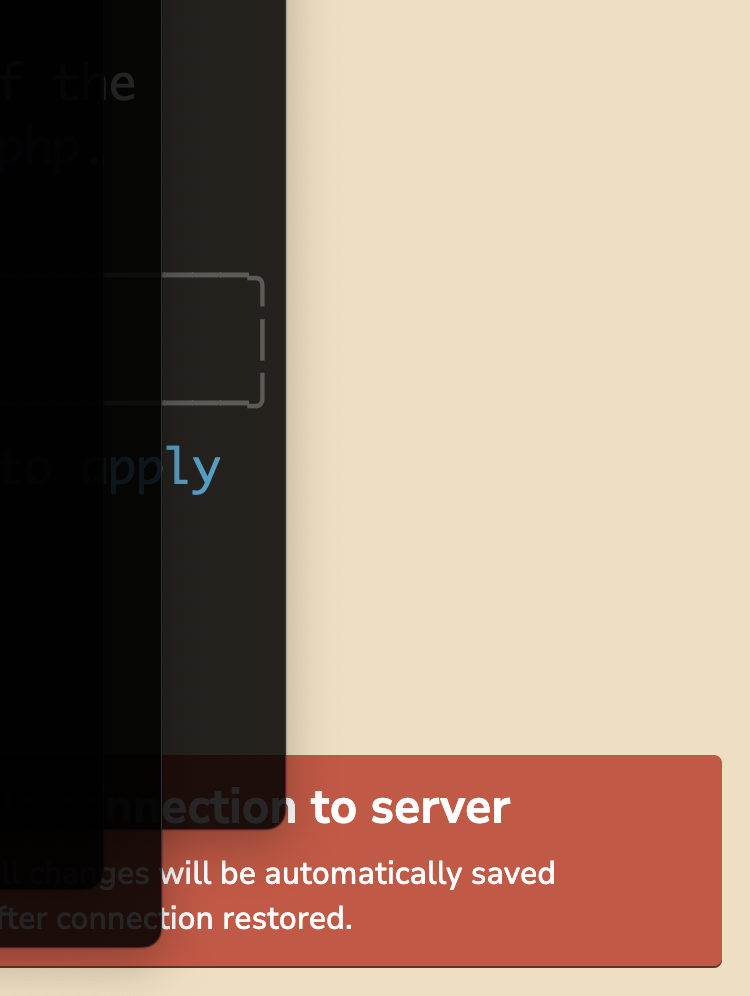 f the
php.
to apply
nnection to server
ll changes will be automatically saved
fter connection restored.